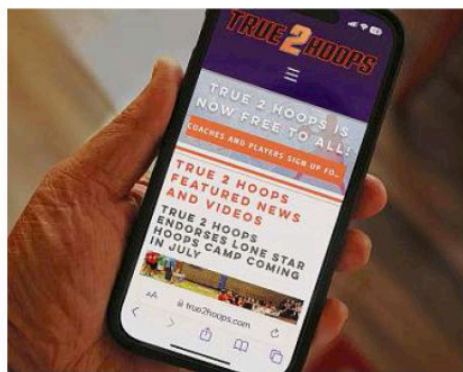 TRUE 2 HOOPS
TRUE 2 HOOPS IS
NOW FREE TO ALL:
COACHES AND PLAYERS SIGN UP FO...
TRUE 2 HOOPS
FEATURED NEWS
AND VIDEOS
TRUE 2 HOOPS
ENDORSES LONE STAR
HOOPS CAMP COMING
IN JULY
AA
true2hoops.com